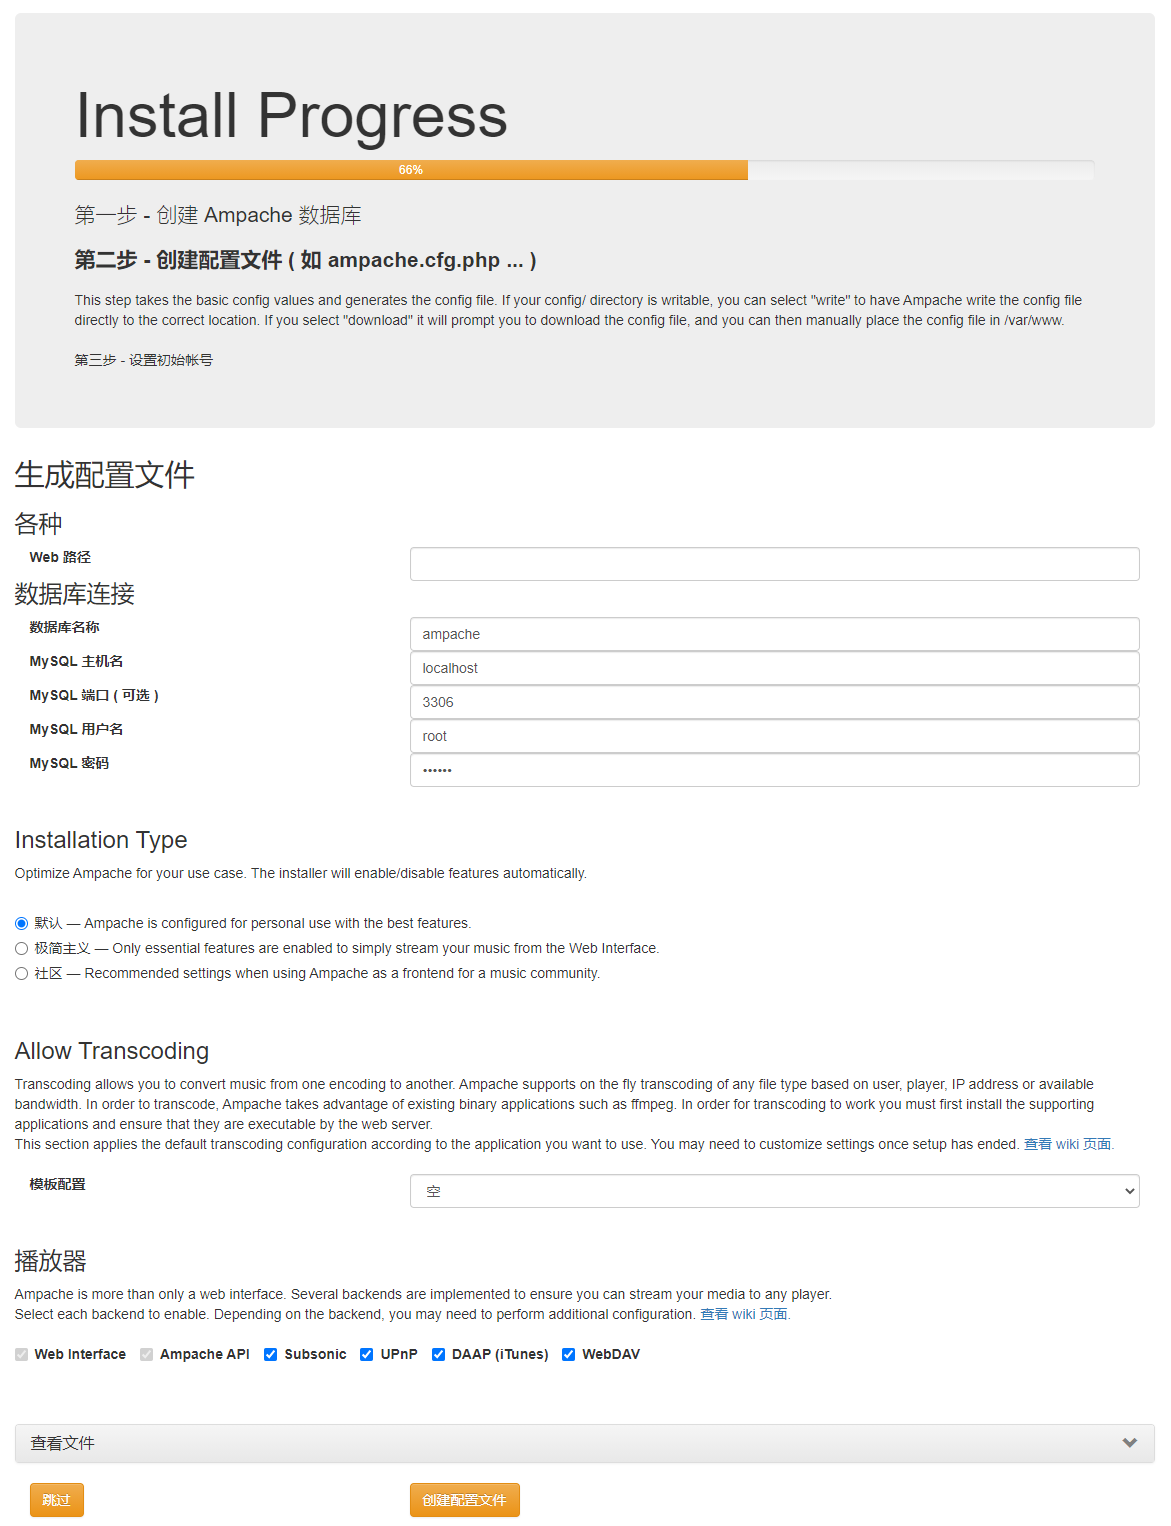 Install Progress
66%
第一步 - 创建 Ampache 数据库
第二步 - 创建配置文件 ( 如 ampache.cfg.php ... )
This step takes the basic config values and generates the config file. If your config/ directory is writable, you can select "write" to have Ampache write the config file
directly to the correct location. If you select "download" it will prompt you to download the config file, and you can then manually place the config file in /var/www.
第三步 - 设置初始帐号
生成配置文件
各种
Web 路径
数据库连接
数据库名称 ampache
MySQL 主机名 localhost
MySQL 端口 ( 可选 ) 3306
MySQL 用户名 root
MySQL 密码 ••••••
Installation Type
Optimize Ampache for your use case. The installer will enable/disable features automatically.
默认 — Ampache is configured for personal use with the best features.
极简主义 — Only essential features are enabled to simply stream your music from the Web Interface.
社区 — Recommended settings when using Ampache as a frontend for a music community.
Allow Transcoding
Transcoding allows you to convert music from one encoding to another. Ampache supports on the fly transcoding of any file type based on user, player, IP address or available
bandwidth. In order to transcode, Ampache takes advantage of existing binary applications such as ffmpeg. In order for transcoding to work you must first install the supporting
applications and ensure that they are executable by the web server.
This section applies the default transcoding configuration according to the application you want to use. You may need to customize settings once setup has ended. 查看 wiki 页面.
模板配置 空
播放器
Ampache is more than only a web interface. Several backends are implemented to ensure you can stream your media to any player.
Select each backend to enable. Depending on the backend, you may need to perform additional configuration. 查看 wiki 页面.
Web Interface Ampache API Subsonic UPnP DAAP (iTunes) WebDAV
查看文件
跳过 创建配置文件